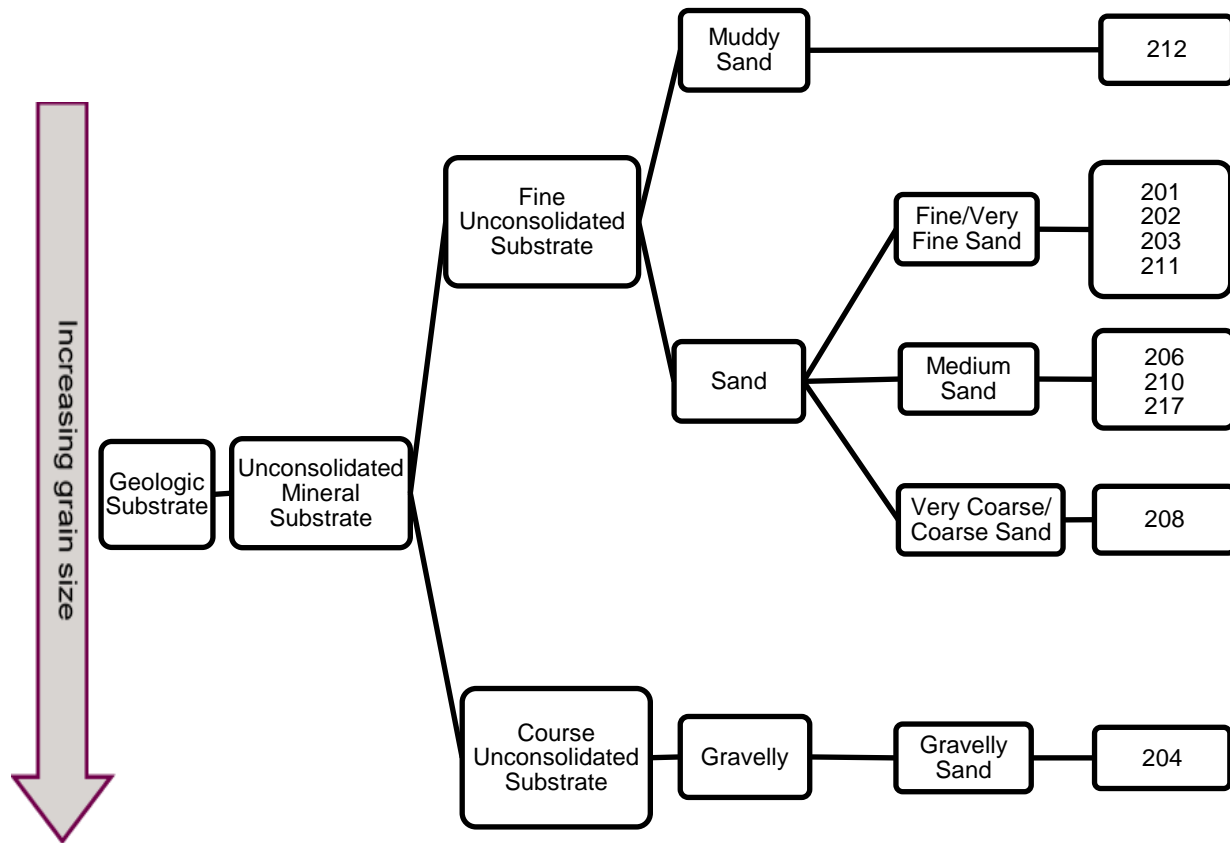 Increasing grain size
Geologic
Substrate
Unconsolidated
Mineral
Substrate
Fine
Unconsolidated
Substrate
Muddy
Sand
212
Sand
Fine/Very
Fine Sand
201
202
203
211
Medium
Sand
206
210
217
Very Coarse/
Coarse Sand
208
Course
Unconsolidated
Substrate
Gravelly
Gravelly
Sand
204